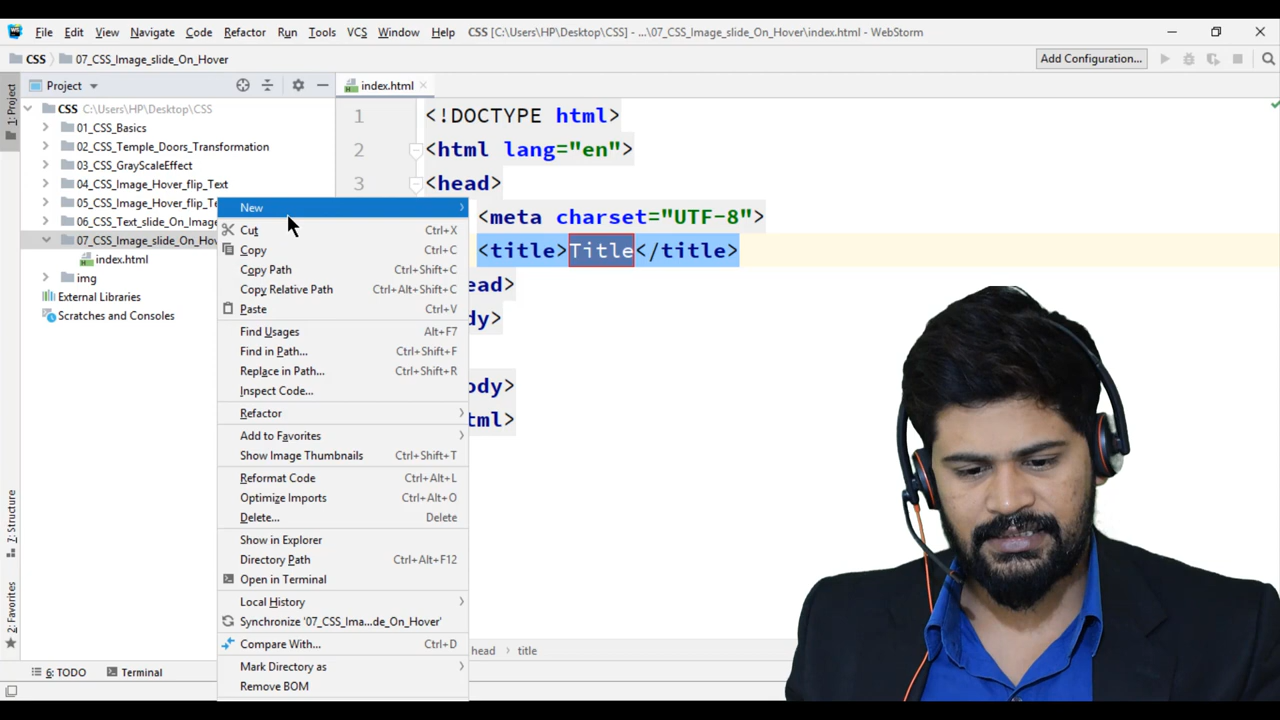 File Edit View Navigate Code Refactor Run Tools VCS Window Help CSS [C:\Users\HP\Desktop\CSS] - ...\07_CSS_Image_slide_On_Hover\index.html - WebStorm
CSS 07_CSS_Image_slide_On_Hover Add Configuration...
1: Project
Project
index.html
CSS C:\Users\HP\Desktop\CSS
01_CSS_Basics
02_CSS_Temple_Doors_Transformation
03_CSS_GrayScaleEffect
04_CSS_Image_Hover_flip_Text
05_CSS_Image_Hover_flip_Te
06_CSS_Text_slide_On_Image
07_CSS_Image_slide_On_Hov
index.html
img
External Libraries
Scratches and Consoles
New
Cut Ctrl+X
Copy Ctrl+C
Copy Path Ctrl+Shift+C
Copy Relative Path Ctrl+Alt+Shift+C
Paste Ctrl+V
Find Usages Alt+F7
Find in Path... Ctrl+Shift+F
Replace in Path... Ctrl+Shift+R
Inspect Code...
Refactor
Add to Favorites
Show Image Thumbnails Ctrl+Shift+T
Reformat Code Ctrl+Alt+L
Optimize Imports Ctrl+Alt+O
Delete... Delete
Show in Explorer
Directory Path Ctrl+Alt+F12
Open in Terminal
Local History
Synchronize '07_CSS_Ima...de_On_Hover'
Compare With... Ctrl+D
Mark Directory as
Remove BOM
1 <!DOCTYPE html>
2 <html lang="en">
3 <head>
<meta charset="UTF-8">
<title>Title</title>
ead>
dy>
ody>
tml>
head › title
7: Structure
2: Favorites
6: TODO Terminal